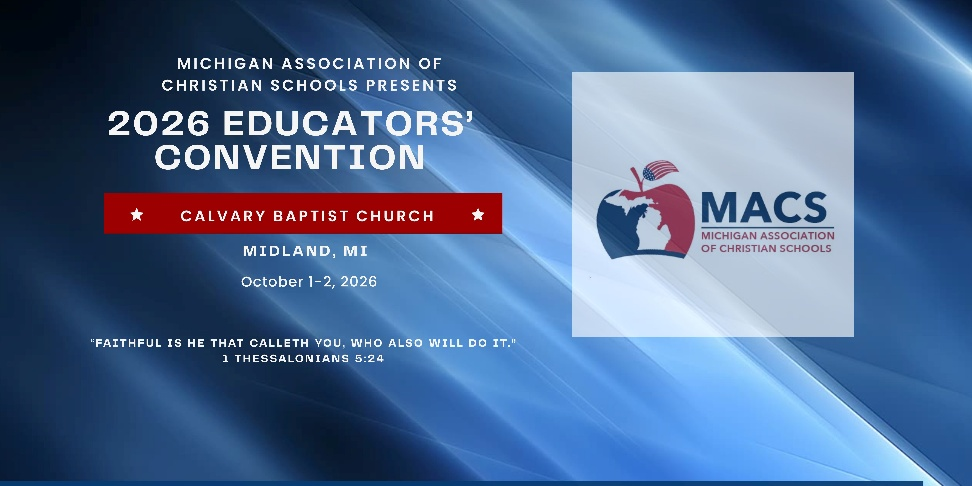 MICHIGAN ASSOCIATION OF
CHRISTIAN SCHOOLS PRESENTS
2026 EDUCATORS’
CONVENTION
CALVARY BAPTIST CHURCH
MIDLAND, MI
October 1-2, 2026
“FAITHFUL IS HE THAT CALLETH YOU, WHO ALSO WILL DO IT.”
1 THESSALONIANS 5:24
MACS
MICHIGAN ASSOCIATION
OF CHRISTIAN SCHOOLS